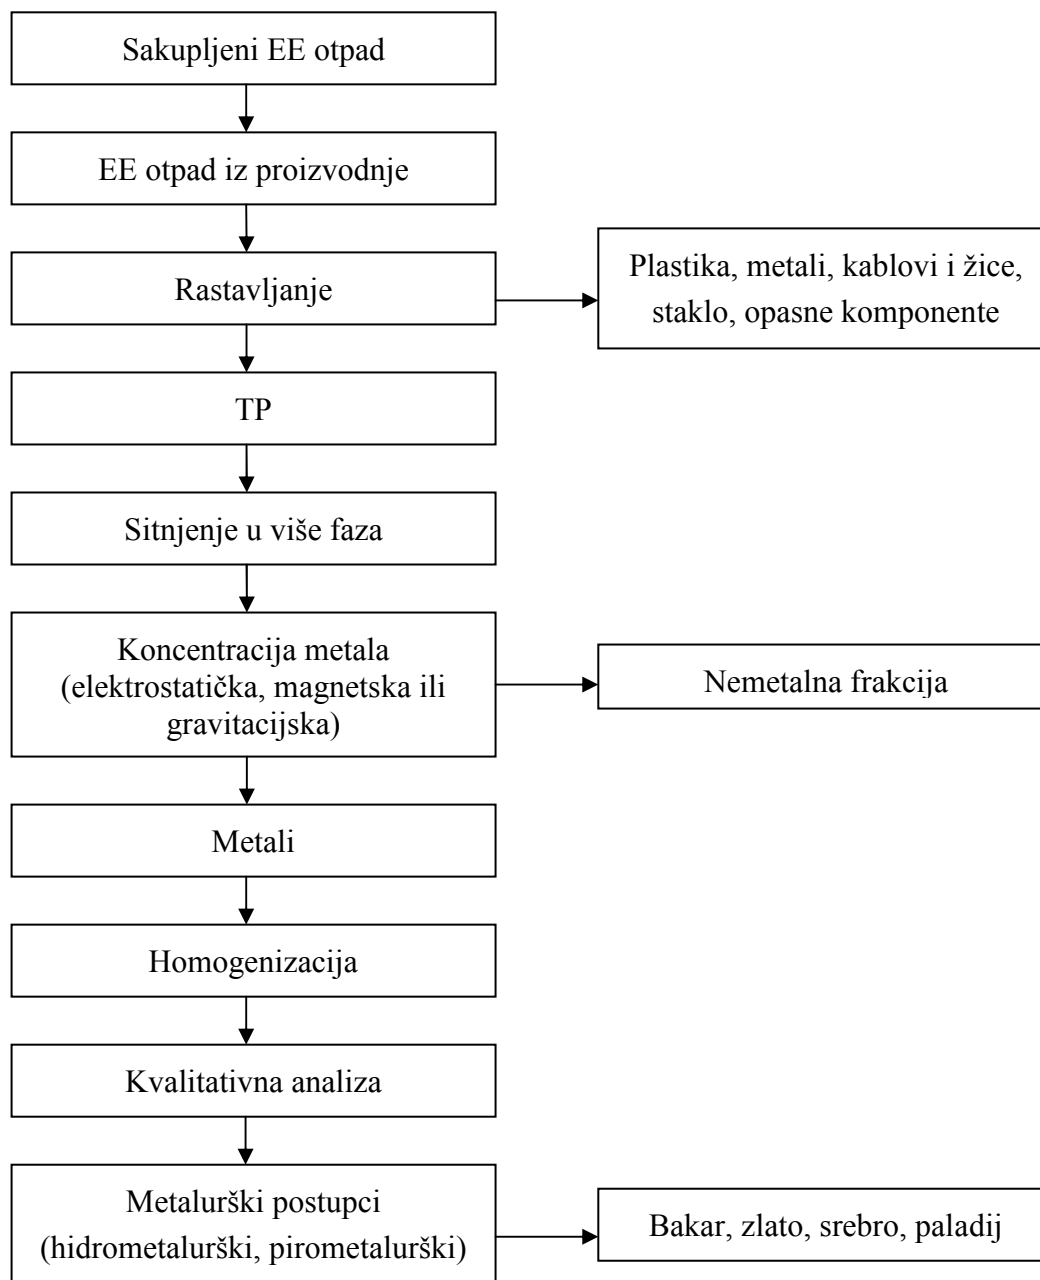 Sakupljeni EE otpad
EE otpad iz proizvodnje
Rastavljanje
Plastika, metali, kablovi i žice,
staklo, opasne komponente
TP
Sitnjenje u više faza
Koncentracija metala
(elektrostatička, magnetska ili
gravitacijska)
Nemetalna frakcija
Metali
Homogenizacija
Kvalitativna analiza
Metalurški postupci
(hidrometalurški, pirometalurški)
Bakar, zlato, srebro, paladij